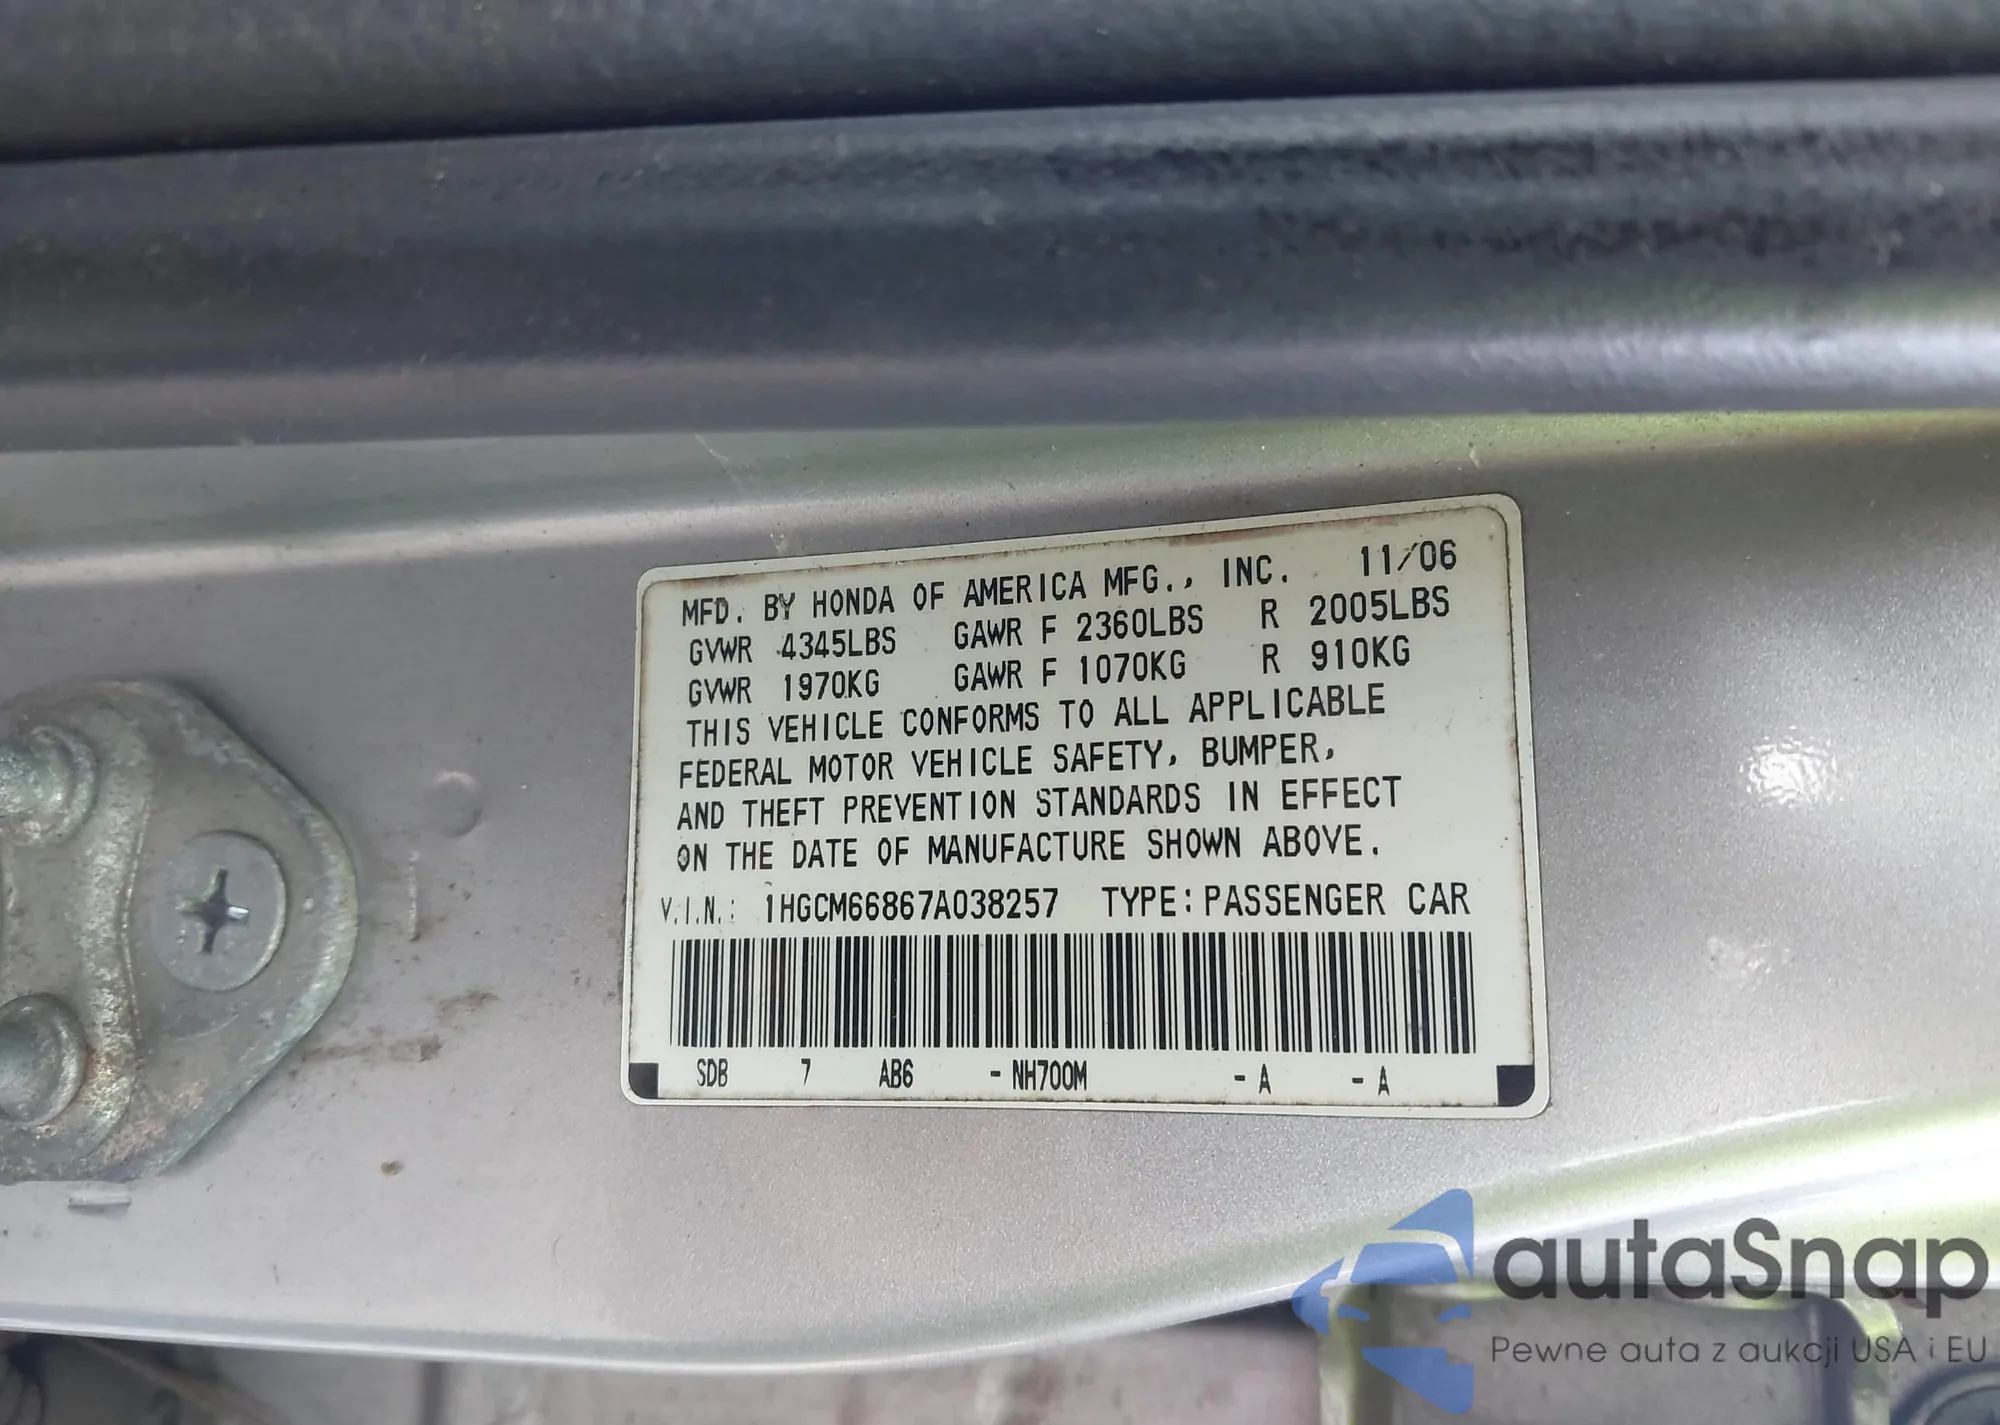 MFD. BY HONDA OF AMERICA MFG., INC. 11/06
GVWR 4345LBS GAWR F 2360LBS R 2005LBS
GVWR 1970KG GAWR F 1070KG R 910KG
THIS VEHICLE CONFORMS TO ALL APPLICABLE
FEDERAL MOTOR VEHICLE SAFETY, BUMPER,
AND THEFT PREVENTION STANDARDS IN EFFECT
ON THE DATE OF MANUFACTURE SHOWN ABOVE.
V.I.N.: 1HGCM66867A038257 TYPE: PASSENGER CAR
SDB 7 AB6 - NH700M - A - A
autaSnap
Pewne auta z aukcji USA i EU